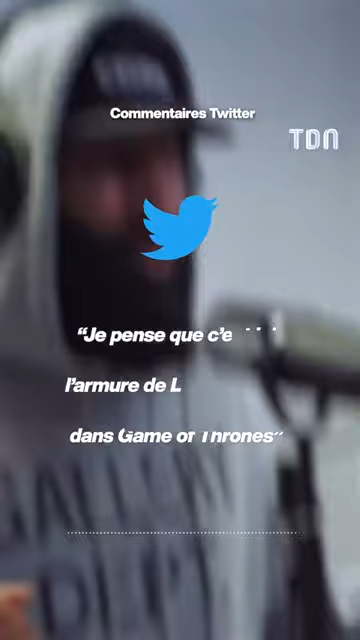 Commentaires Twitter
TDN
“Je pense que c’e
l’armure de L
dans Game of Thrones”